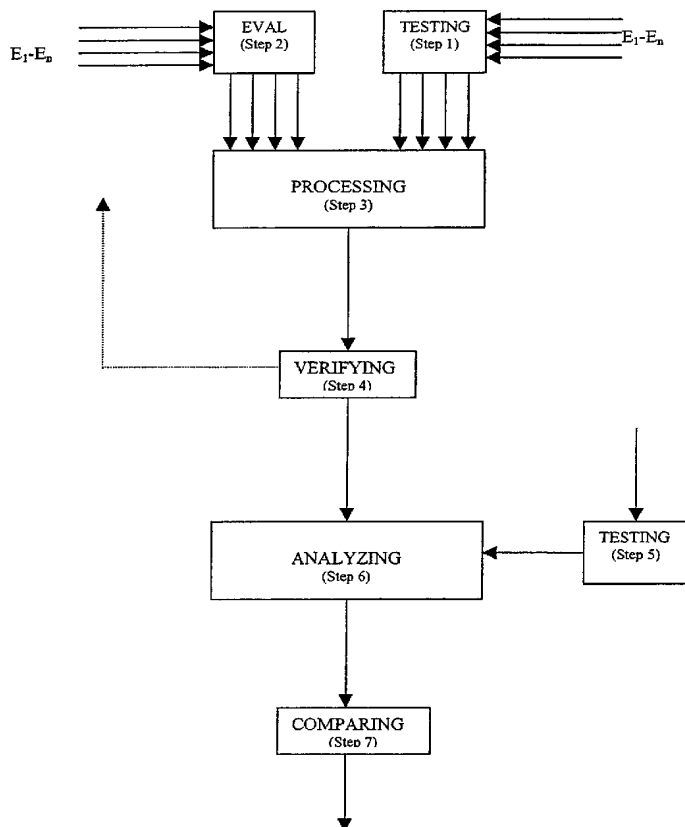 EVAL
(Step 2)
TESTING
(Step 1)
E₁-Eₙ
E₁-Eₙ
PROCESSING
(Step 3)
VERIFYING
(Step 4)
TESTING
(Step 5)
ANALYZING
(Step 6)
COMPARING
(Step 7)